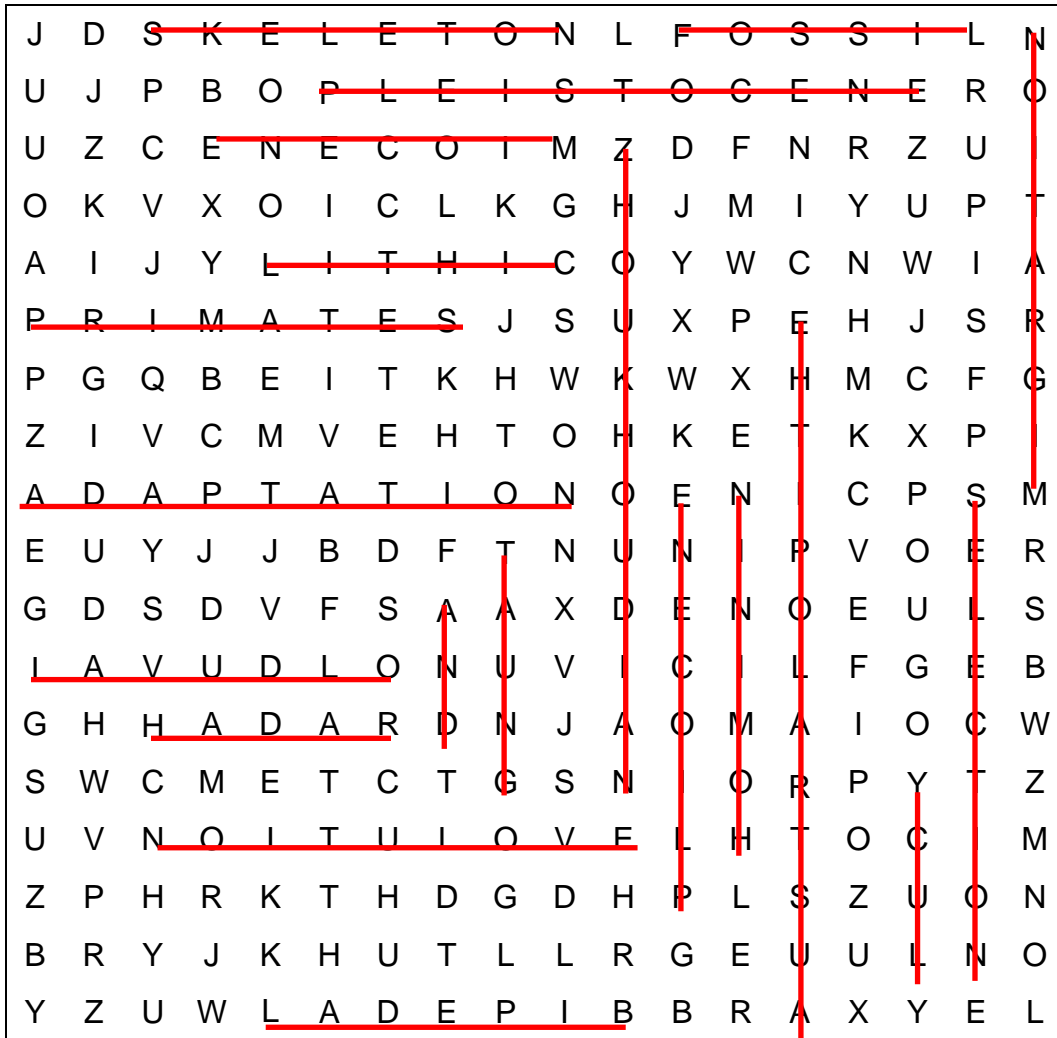 J D S K E L E T O N L F O S S I L N
U J P B O P L E I S T O C E N E R O
U Z C E N E C O I M Z D F N R Z U I
O K V X O I C L K G H J M I Y U P T
A I J Y L I T H I C O Y W C N W I A
P R I M A T E S J S U X P E H J S R
P G Q B E I T K H W K W X H M C F G
Z I V C M V E H T O H K E T K X P I
A D A P T A T I O N O E N I C P S M
E U Y J J B D F T N U N I P V O E R
G D S D V F S A A X D E N O E U L S
I A V U D L O N U V I C I L F G E B
G H H A D A R D N J A O M A I O C W
S W C M E T C T G S N I O R P Y T Z
U V N O I T U L O V E L H T O C I M
Z P H R K T H D G D H P L S Z U O N
B R Y J K H U T L L R G E U U L N O
Y Z U W L A D E P I B B R A X Y E L